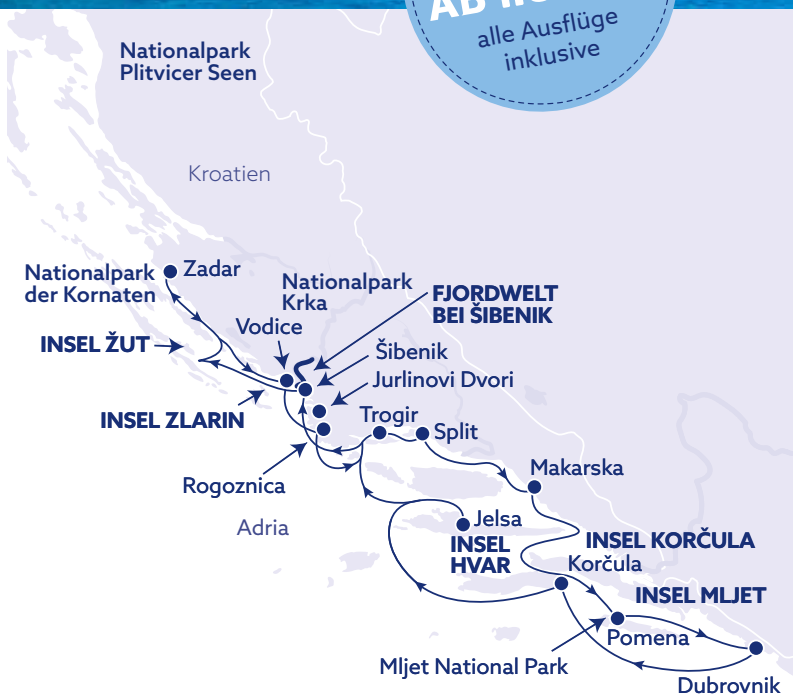 alle Ausflüge
inklusive
Nationalpark
Plitvicer Seen
Kroatien
Nationalpark
der Kornaten
Zadar
Nationalpark
Krka
FJORDWELT
BEI ŠIBENIK
Vodice
INSEL ŽUT
Šibenik
Jurlinovi Dvori
INSEL ZLARIN
Trogir
Split
Rogoznica
Makarska
Adria
Jelsa
INSEL
HVAR
INSEL KORČULA
Korčula
INSEL MLJET
Pomena
Mljet National Park
Dubrovnik